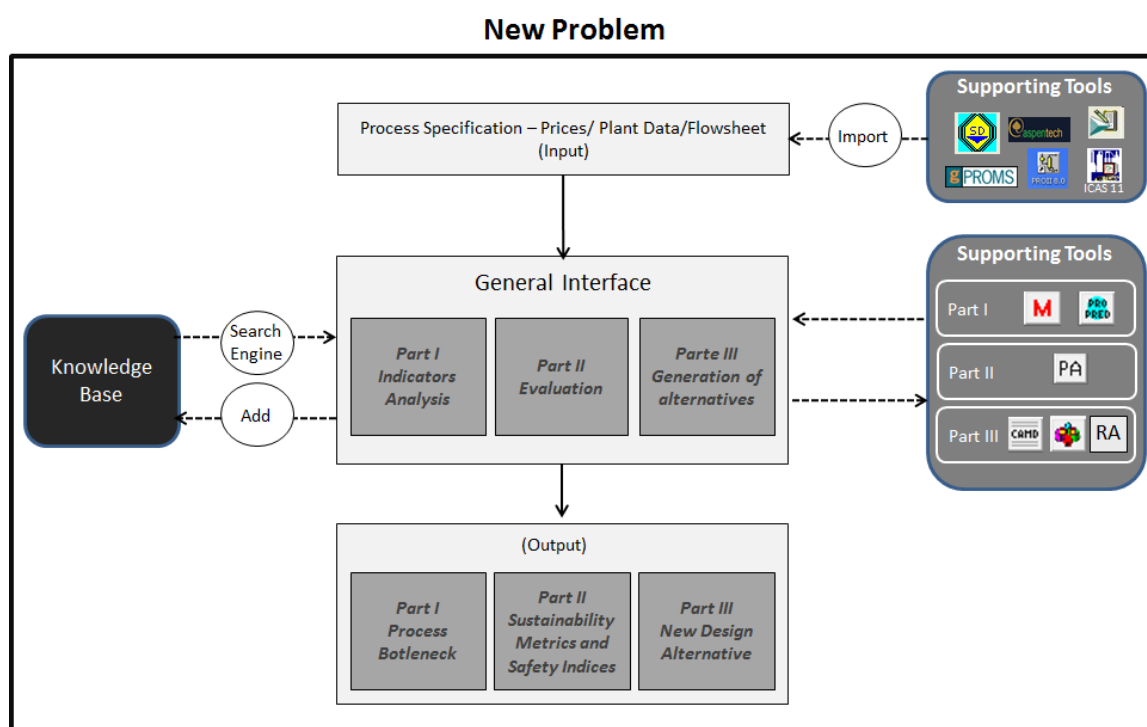 New Problem
Process Specification – Prices/ Plant Data/Flowsheet
(Input)
Import
Supporting Tools
SD
aspentech
gPROMS
PROII 8.0
ICAS 11
General Interface
Part I
Indicators
Analysis
Part II
Evaluation
Parte III
Generation of
alternatives
Knowledge
Base
Search
Engine
Add
Supporting Tools
Part I
M
PRO
PRED
Part II
PA
Part III
CAMD
RA
(Output)
Part I
Process
Botleneck
Part II
Sustainability
Metrics and
Safety Indices
Part III
New Design
Alternative